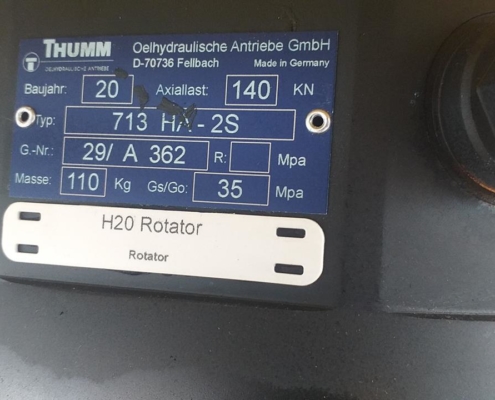 THUMM Oelhydraulische Antriebe GmbH
OELHYDRAULISCHE ANTRIEBE D-70736 Fellbach Made in Germany
Baujahr: 20 Axiallast: 140 KN
Typ: 713 HA - 2S
G.-Nr.: 29/ A 362 R: Mpa
Masse: 110 Kg Gs/Go: 35 Mpa
H20 Rotator
Rotator